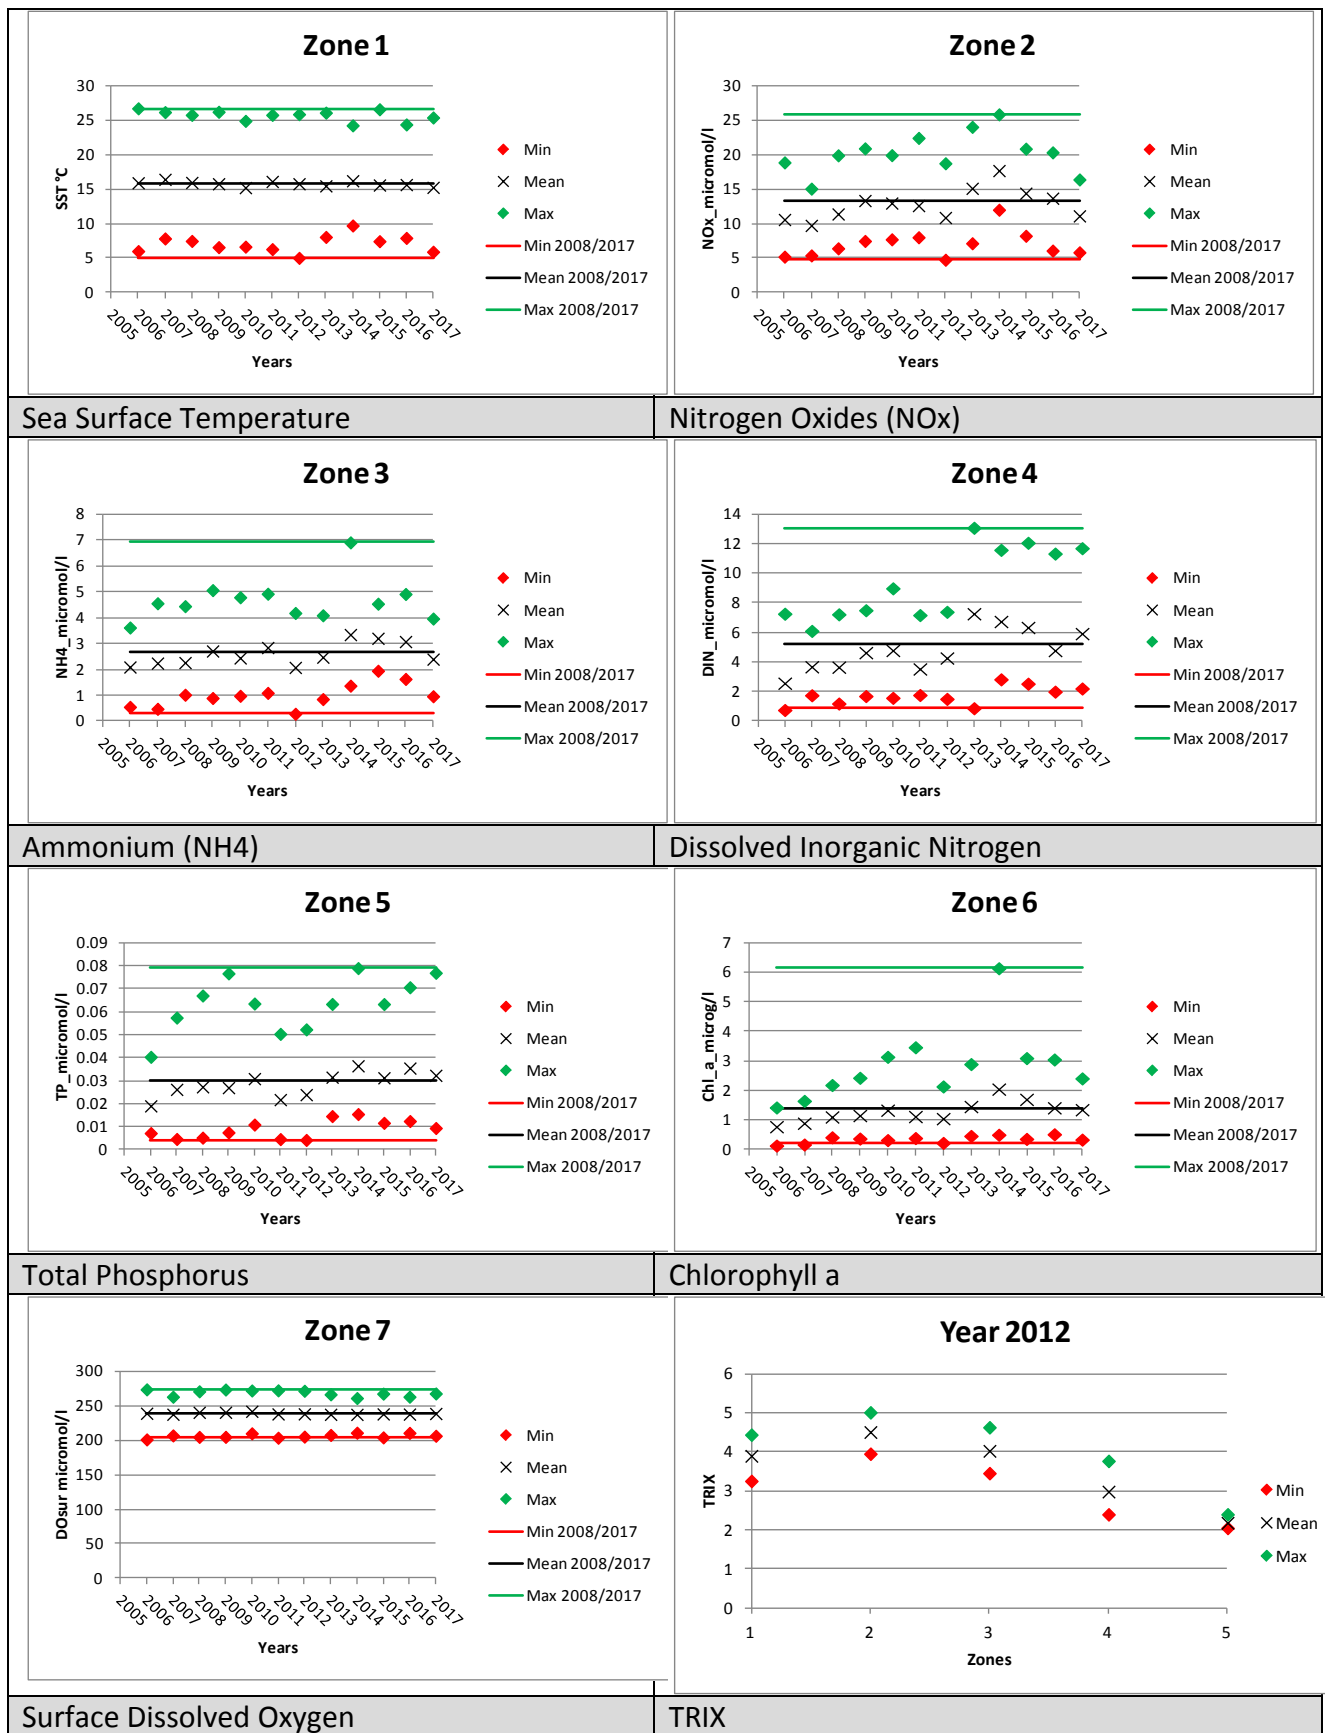 Zone 1
SST °C
30
25
20
15
10
5
0
2005 2006 2007 2008 2009 2010 2011 2012 2013 2014 2015 2016 2017
Years
Min
Mean
Max
Min 2008/2017
Mean 2008/2017
Max 2008/2017
Zone 2
NOx_micromol/l
30
25
20
15
10
5
0
2005 2006 2007 2008 2009 2010 2011 2012 2013 2014 2015 2016 2017
Years
Min
Mean
Max
Min 2008/2017
Mean 2008/2017
Max 2008/2017
Sea Surface Temperature
Nitrogen Oxides (NOx)
Zone 3
NH4_micromol/l
8
7
6
5
4
3
2
1
0
2005 2006 2007 2008 2009 2010 2011 2012 2013 2014 2015 2016 2017
Years
Min
Mean
Max
Min 2008/2017
Mean 2008/2017
Max 2008/2017
Zone 4
DIN_micromol/l
14
12
10
8
6
4
2
0
2005 2006 2007 2008 2009 2010 2011 2012 2013 2014 2015 2016 2017
Years
Min
Mean
Max
Min 2008/2017
Mean 2008/2017
Max 2008/2017
Ammonium (NH4)
Dissolved Inorganic Nitrogen
Zone 5
TP_micromol/l
0.09
0.08
0.07
0.06
0.05
0.04
0.03
0.02
0.01
0
2005 2006 2007 2008 2009 2010 2011 2012 2013 2014 2015 2016 2017
Years
Min
Mean
Max
Min 2008/2017
Mean 2008/2017
Max 2008/2017
Zone 6
Chl_a_microg/l
7
6
5
4
3
2
1
0
2005 2006 2007 2008 2009 2010 2011 2012 2013 2014 2015 2016 2017
Years
Min
Mean
Max
Min 2008/2017
Mean 2008/2017
Max 2008/2017
Total Phosphorus
Chlorophyll a
Zone 7
DOsur micromol/l
300
250
200
150
100
50
0
2005 2006 2007 2008 2009 2010 2011 2012 2013 2014 2015 2016 2017
Years
Min
Mean
Max
Min 2008/2017
Mean 2008/2017
Max 2008/2017
Year 2012
TRIX
6
5
4
3
2
1
0
1 2 3 4 5
Zones
Min
Mean
Max
Surface Dissolved Oxygen
TRIX